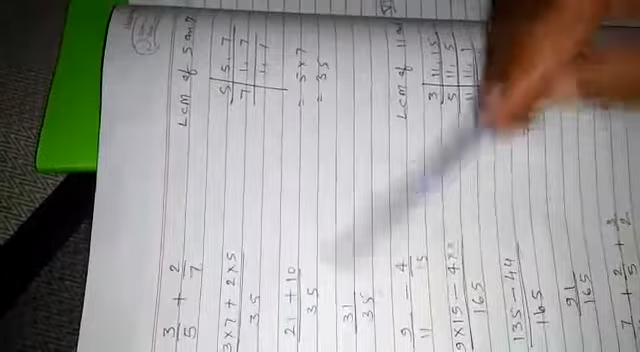 3/5 + 2/7
LCM of 5 and 7
3×7 + 2×5 / 35
5 | 5, 7
7 | 1, 7
1, 1
21 + 10 / 35
= 5×7
= 35
31 / 35
9/11 - 4/15
LCM of 11 a
3 | 11, 15
5 | 11, 5
11 | 11, 1
9×15 - 4× / 165
135 - 44 / 165
91 / 165
7 + 2/5 + 3/2